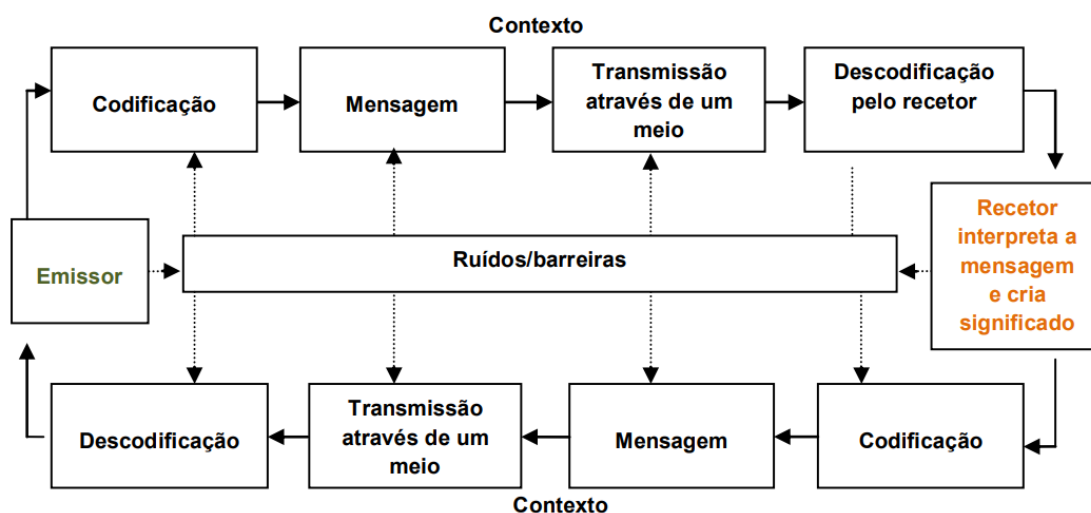 Contexto
Codificação
Mensagem
Transmissão
através de um
meio
Descodificação
pelo recetor
Emissor
Ruídos/barreiras
Recetor
interpreta a
mensagem
e cria
significado
Descodificação
Transmissão
através de um
meio
Mensagem
Codificação
Contexto